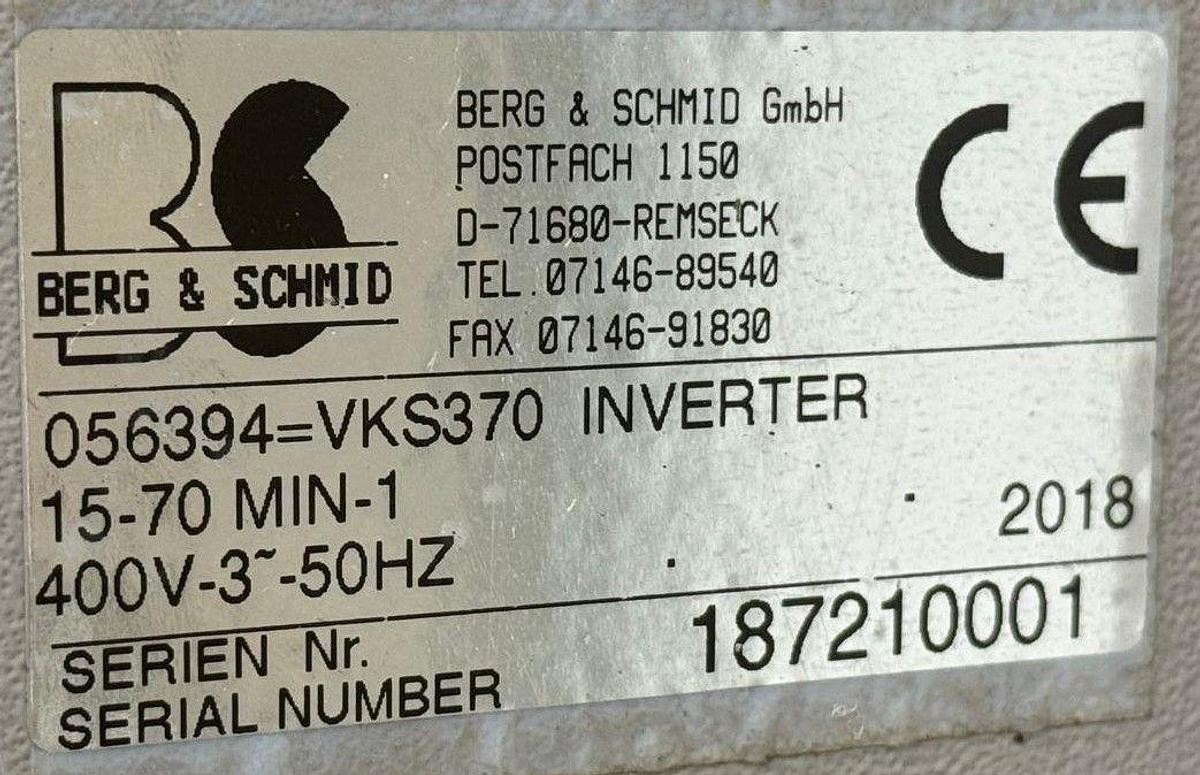 BERG & SCHMID
BERG & SCHMID GmbH
POSTFACH 1150
D-71680-REMSECK
TEL.07146-89540
FAX 07146-91830
CE
056394=VKS370 INVERTER
15-70 MIN-1
2018
400V-3~-50HZ
SERIEN Nr.
187210001
SERIAL NUMBER